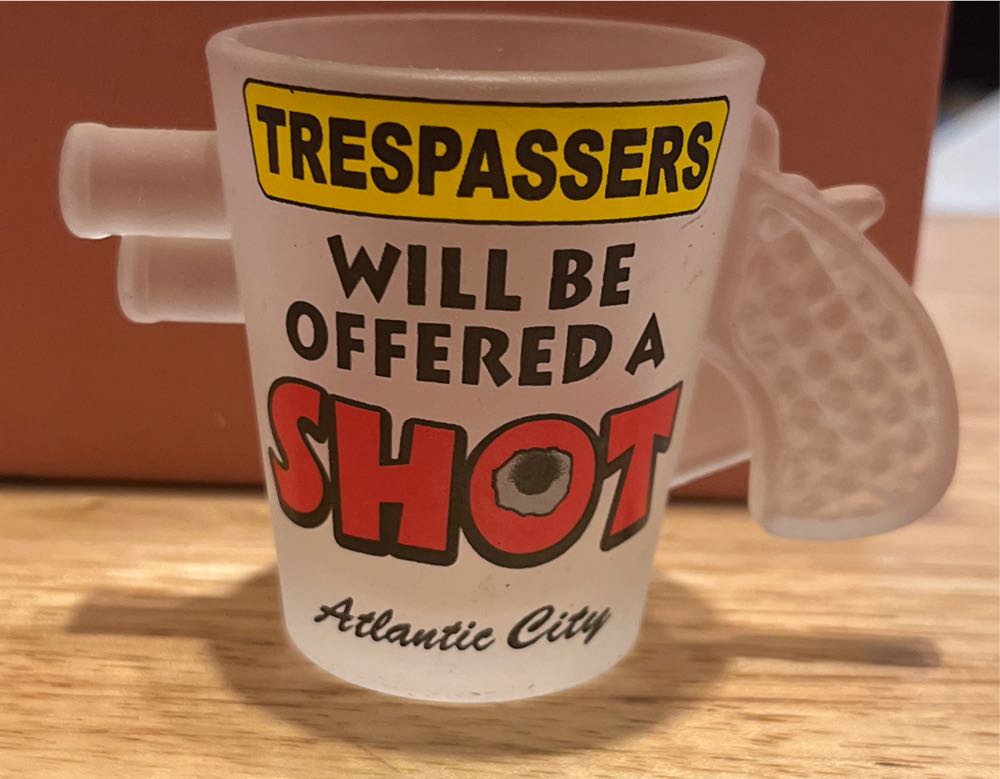 TRESPASSERS
WILL BE
OFFERED A
SHOT
Atlantic City